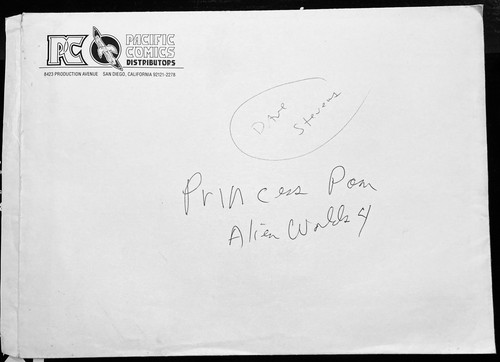 PC PACIFIC
COMICS
DISTRIBUTORS
8423 PRODUCTION AVENUE SAN DIEGO, CALIFORNIA 92121-2278
Dave
Stevens
Princess Pam
Alien Worlds 4